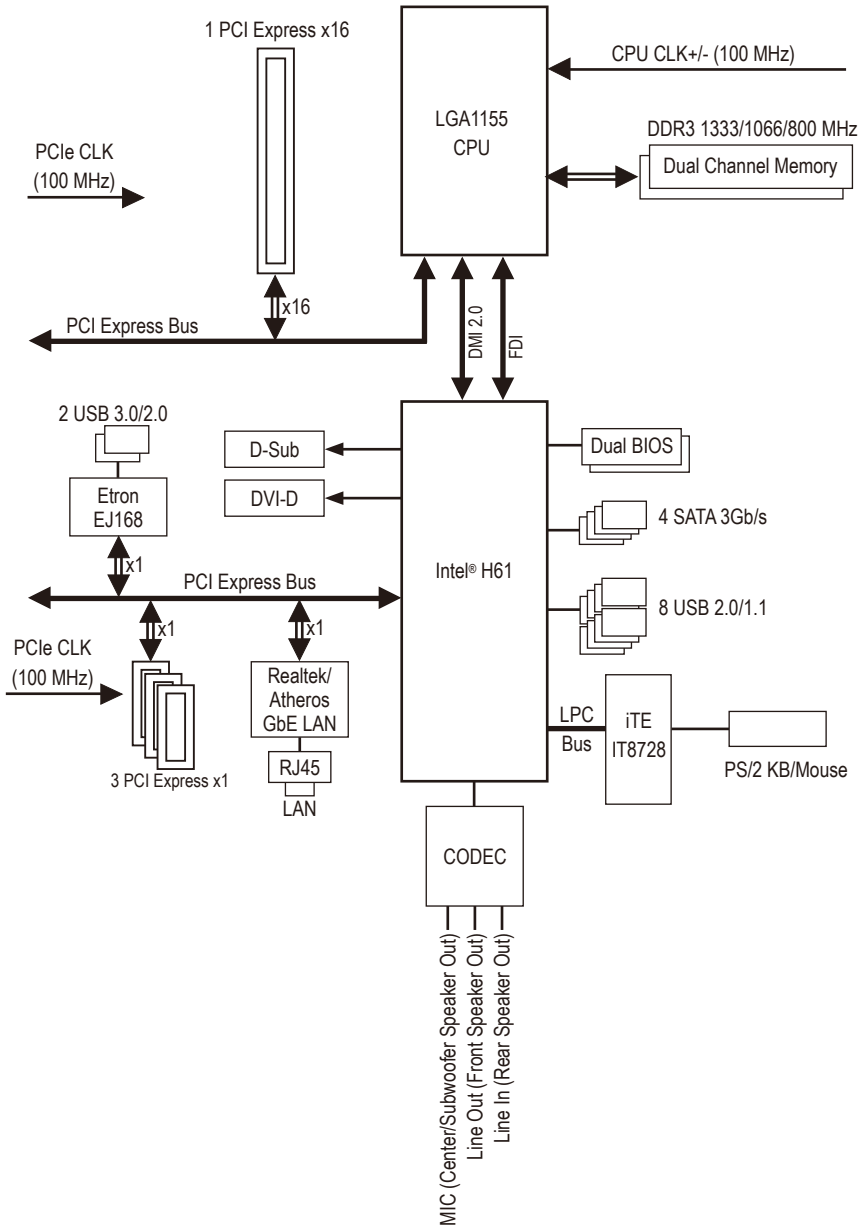 1 PCI Express x16
CPU CLK+/- (100 MHz)
LGA1155
CPU
DDR3 1333/1066/800 MHz
Dual Channel Memory
PCIe CLK
(100 MHz)
x16
PCI Express Bus
DMI 2.0
FDI
2 USB 3.0/2.0
Etron
EJ168
D-Sub
DVI-D
Dual BIOS
4 SATA 3Gb/s
x1
PCI Express Bus
Intel® H61
8 USB 2.0/1.1
x1
x1
PCIe CLK
(100 MHz)
Realtek/
Atheros
GbE LAN
RJ45
LAN
3 PCI Express x1
LPC
Bus
iTE
IT8728
PS/2 KB/Mouse
CODEC
MIC (Center/Subwoofer Speaker Out)
Line Out (Front Speaker Out)
Line In (Rear Speaker Out)